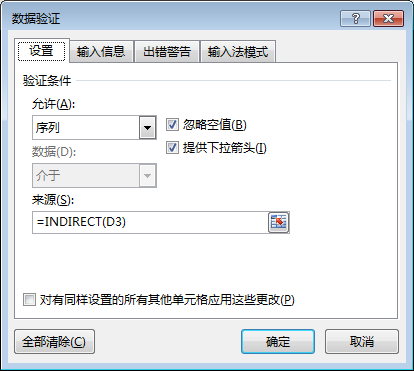 数据验证
设置 输入信息 出错警告 输入法模式
验证条件
允许(A):
序列 忽略空值(B)
数据(D): 提供下拉箭头(I)
介于
来源(S):
=INDIRECT(D3)
对有同样设置的所有其他单元格应用这些更改(P)
全部清除(C) 确定 取消